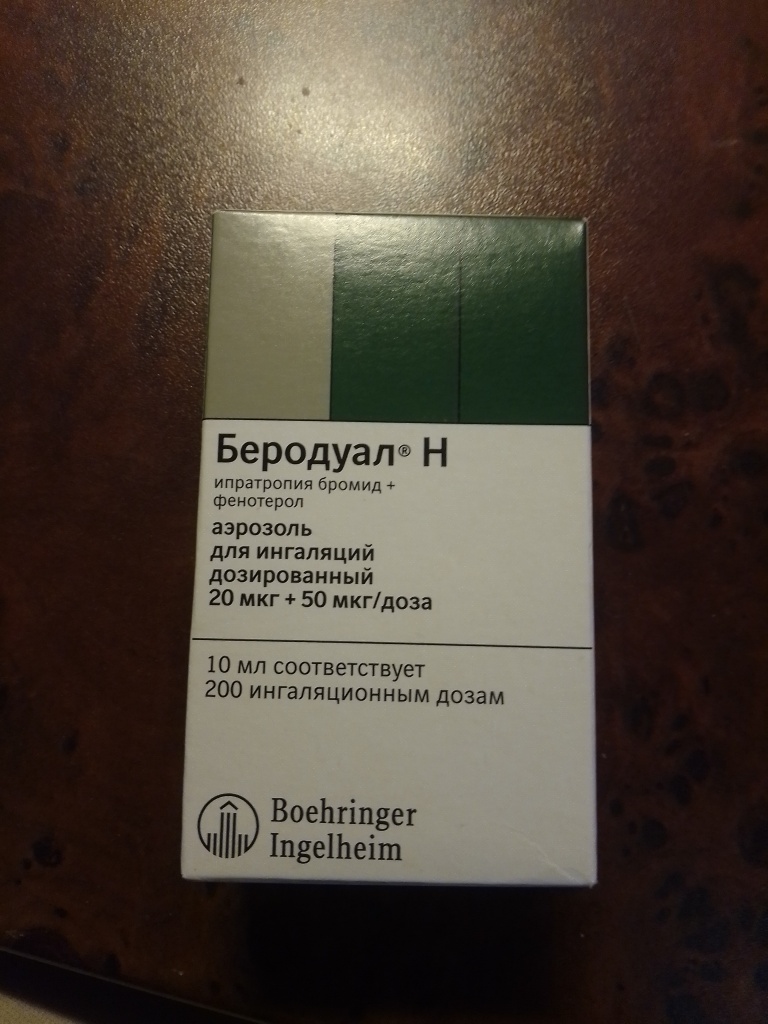 Беродуал® Н
ипратропия бромид +
фенотерол
аэрозоль
для ингаляций
дозированный
20 мкг + 50 мкг/доза
10 мл соответствует
200 ингаляционным дозам
Boehringer
Ingelheim